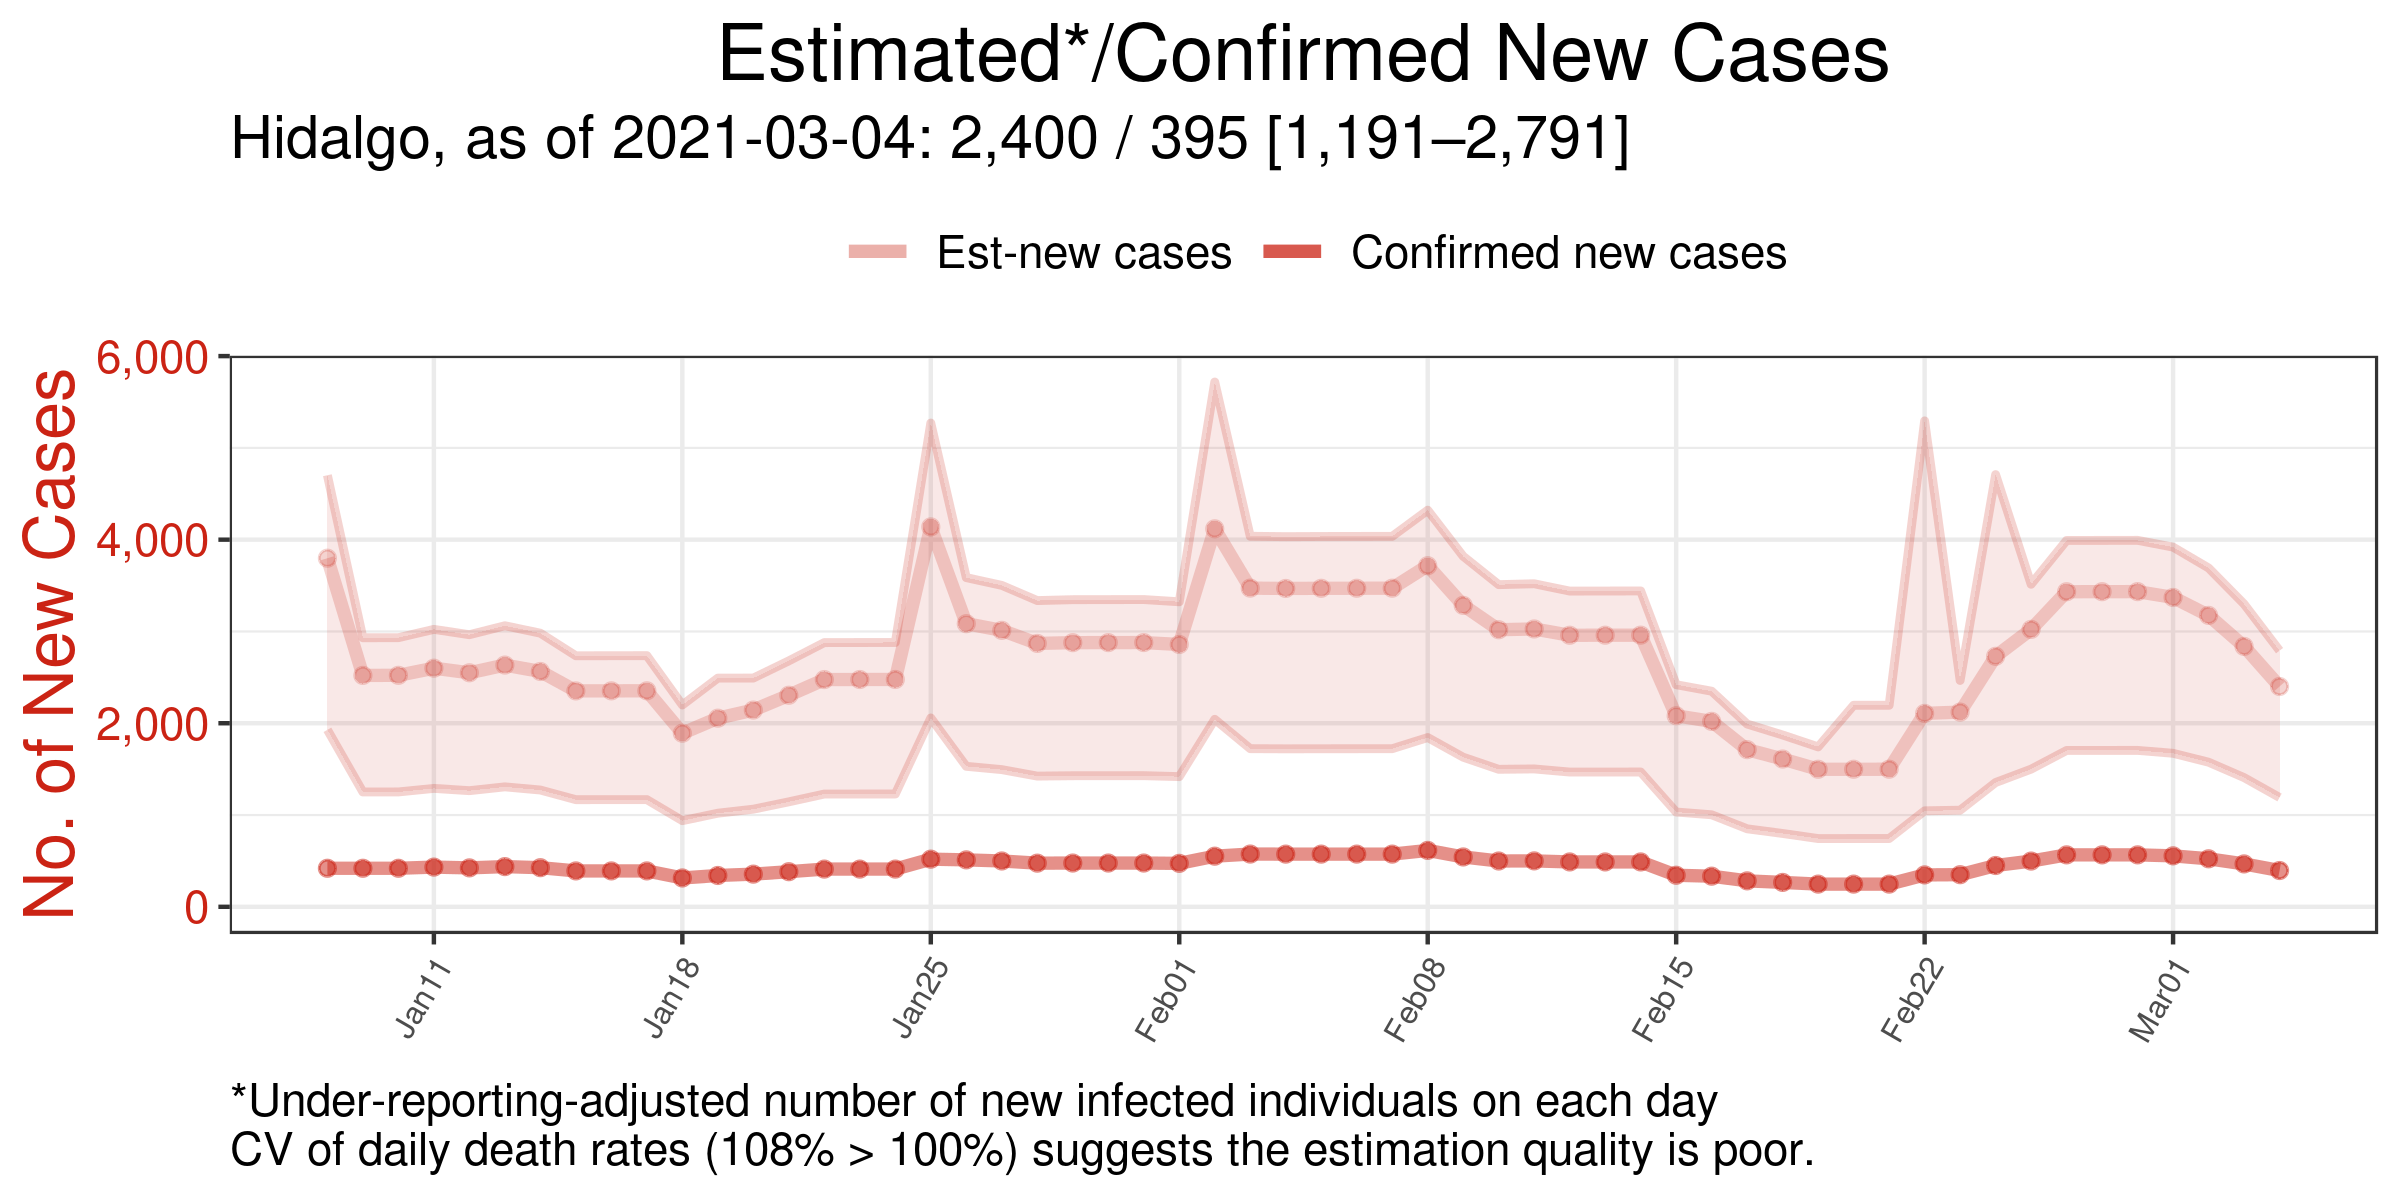 Estimated*/Confirmed New Cases
Hidalgo, as of 2021-03-04: 2,400 / 395 [1,191–2,791]
Est-new cases Confirmed new cases
No. of New Cases
6,000
4,000
2,000
0
Jan11 Jan18 Jan25 Feb01 Feb08 Feb15 Feb22 Mar01
*Under-reporting-adjusted number of new infected individuals on each day
CV of daily death rates (108% > 100%) suggests the estimation quality is poor.